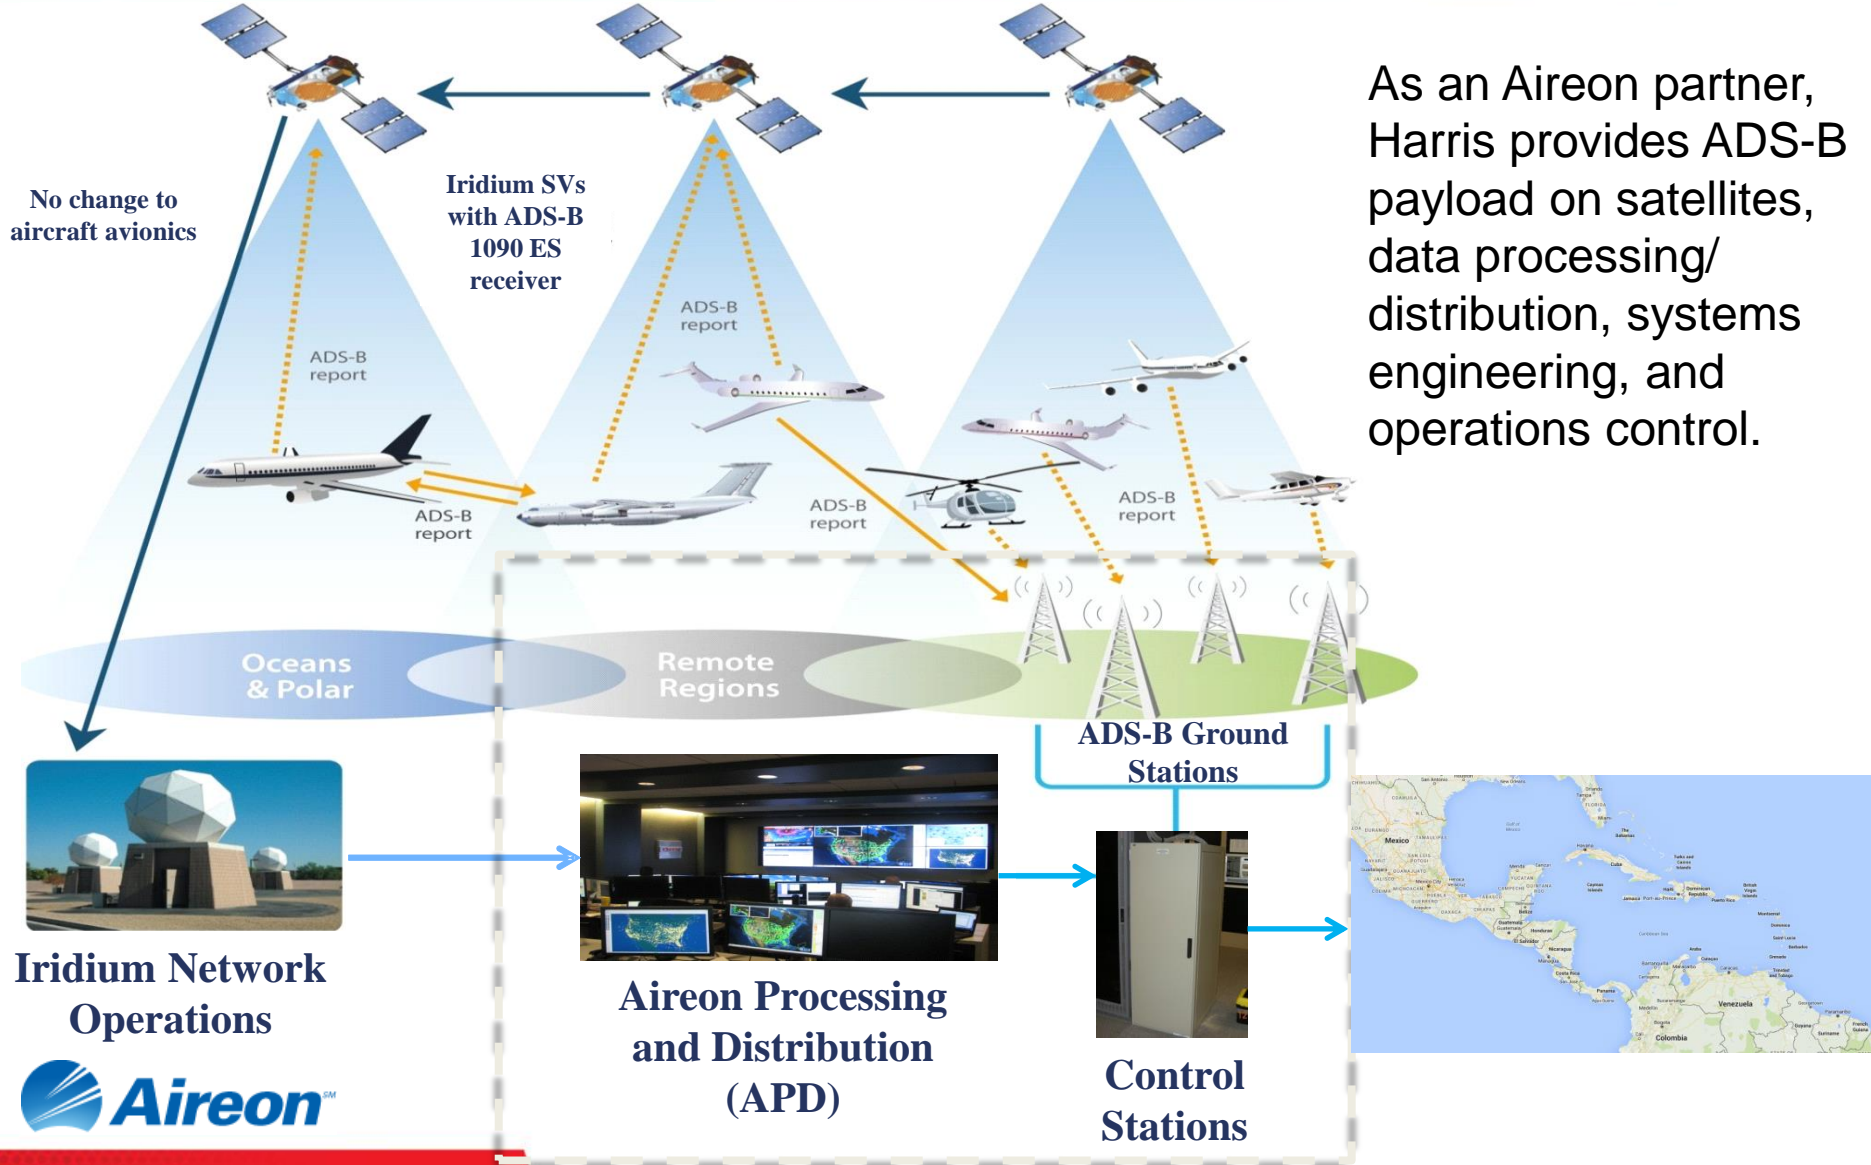 As an Aireon partner,
Harris provides ADS-B
payload on satellites,
data processing/
distribution, systems
engineering, and
operations control.
No change to
aircraft avionics
Iridium SVs
with ADS-B
1090 ES
receiver
ADS-B
report
ADS-B
report
ADS-B
report
ADS-B
report
ADS-B
report
Oceans
& Polar
Remote
Regions
ADS-B Ground
Stations
Iridium Network
Operations
Aireon Processing
and Distribution
(APD)
Control
Stations
Mexico
Cuba
Venezuela
Colombia
Aireon SM